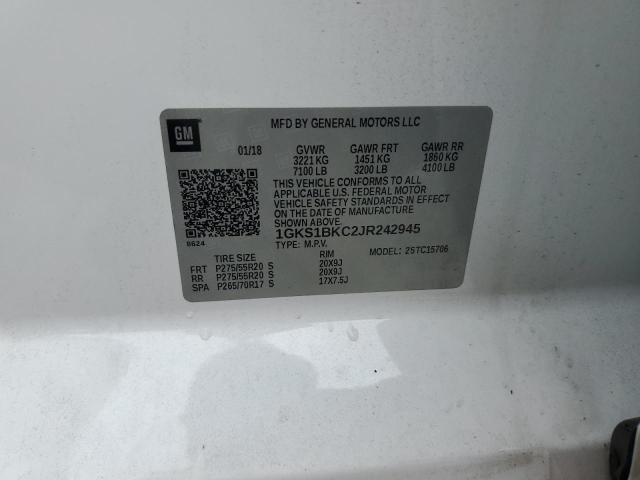 GM
MFD BY GENERAL MOTORS LLC
01/18 GVWR GAWR FRT GAWR RR
3221 KG 1451 KG 1860 KG
7100 LB 3200 LB 4100 LB
THIS VEHICLE CONFORMS TO ALL
APPLICABLE U.S. FEDERAL MOTOR
VEHICLE SAFETY STANDARDS IN EFFECT
ON THE DATE OF MANUFACTURE
SHOWN ABOVE.
1GKS1BKC2JR242945
8624
TYPE: M.P.V. MODEL: 2STC15706
TIRE SIZE RIM
FRT P275/55R20 S 20X9J
RR P275/55R20 S 20X9J
SPA P265/70R17 S 17X7.5J